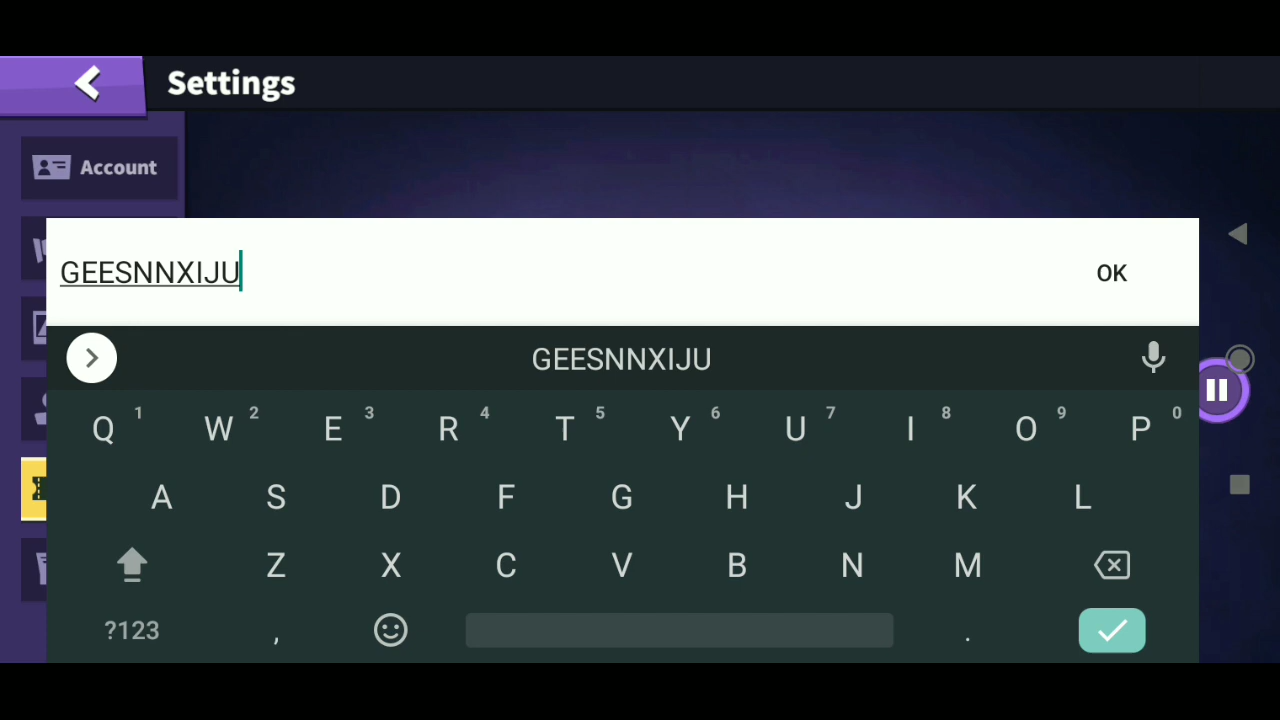 Settings
Account
GEESNNXIJU
OK
GEESNNXIJU
Q 1 W 2 E 3 R 4 T 5 Y 6 U 7 I 8 O 9 P 0
A S D F G H J K L
Z X C V B N M
?123 , .